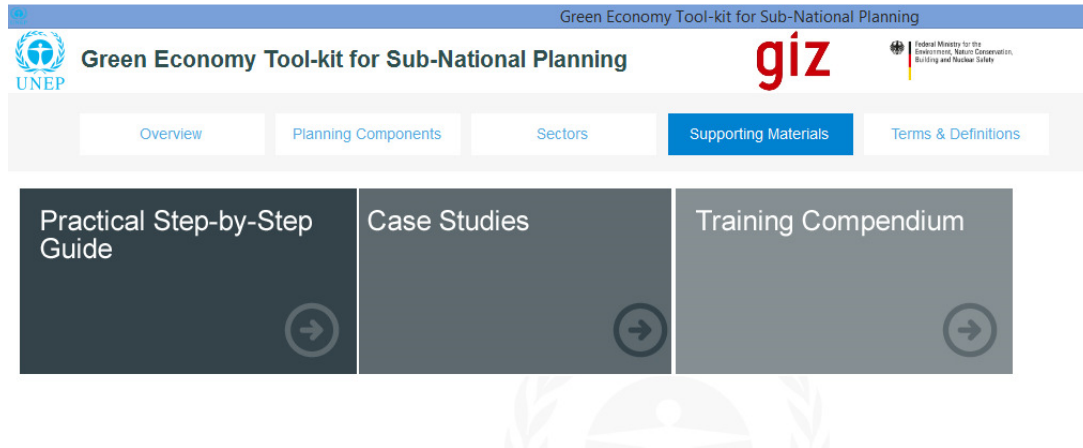 Green Economy Tool-kit for Sub-National Planning
UNEP
Green Economy Tool-kit for Sub-National Planning
giz
Federal Ministry for the
Environment, Nature Conservation,
Building and Nuclear Safety
Overview
Planning Components
Sectors
Supporting Materials
Terms & Definitions
Practical Step-by-Step
Guide
Case Studies
Training Compendium